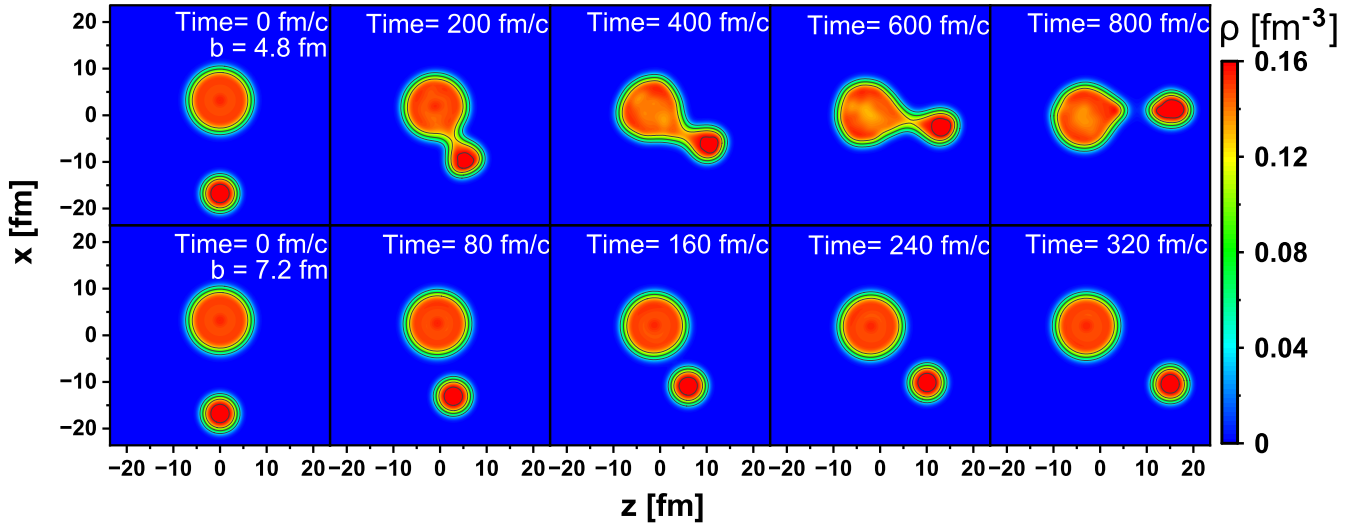 Time= 0 fm/c
b = 4.8 fm
Time= 200 fm/c
Time= 400 fm/c
Time= 600 fm/c
Time= 800 fm/c
ρ [fm⁻³]
20
10
0
−10
−20
0.16
0.12
0.08
0.04
0
x [fm]
Time= 0 fm/c
b = 7.2 fm
Time= 80 fm/c
Time= 160 fm/c
Time= 240 fm/c
Time= 320 fm/c
20
10
0
−10
−20
−20 −10 0 10 20 −20 −10 0 10 20 −20 −10 0 10 20 −20 −10 0 10 20 −20 −10 0 10 20
z [fm]